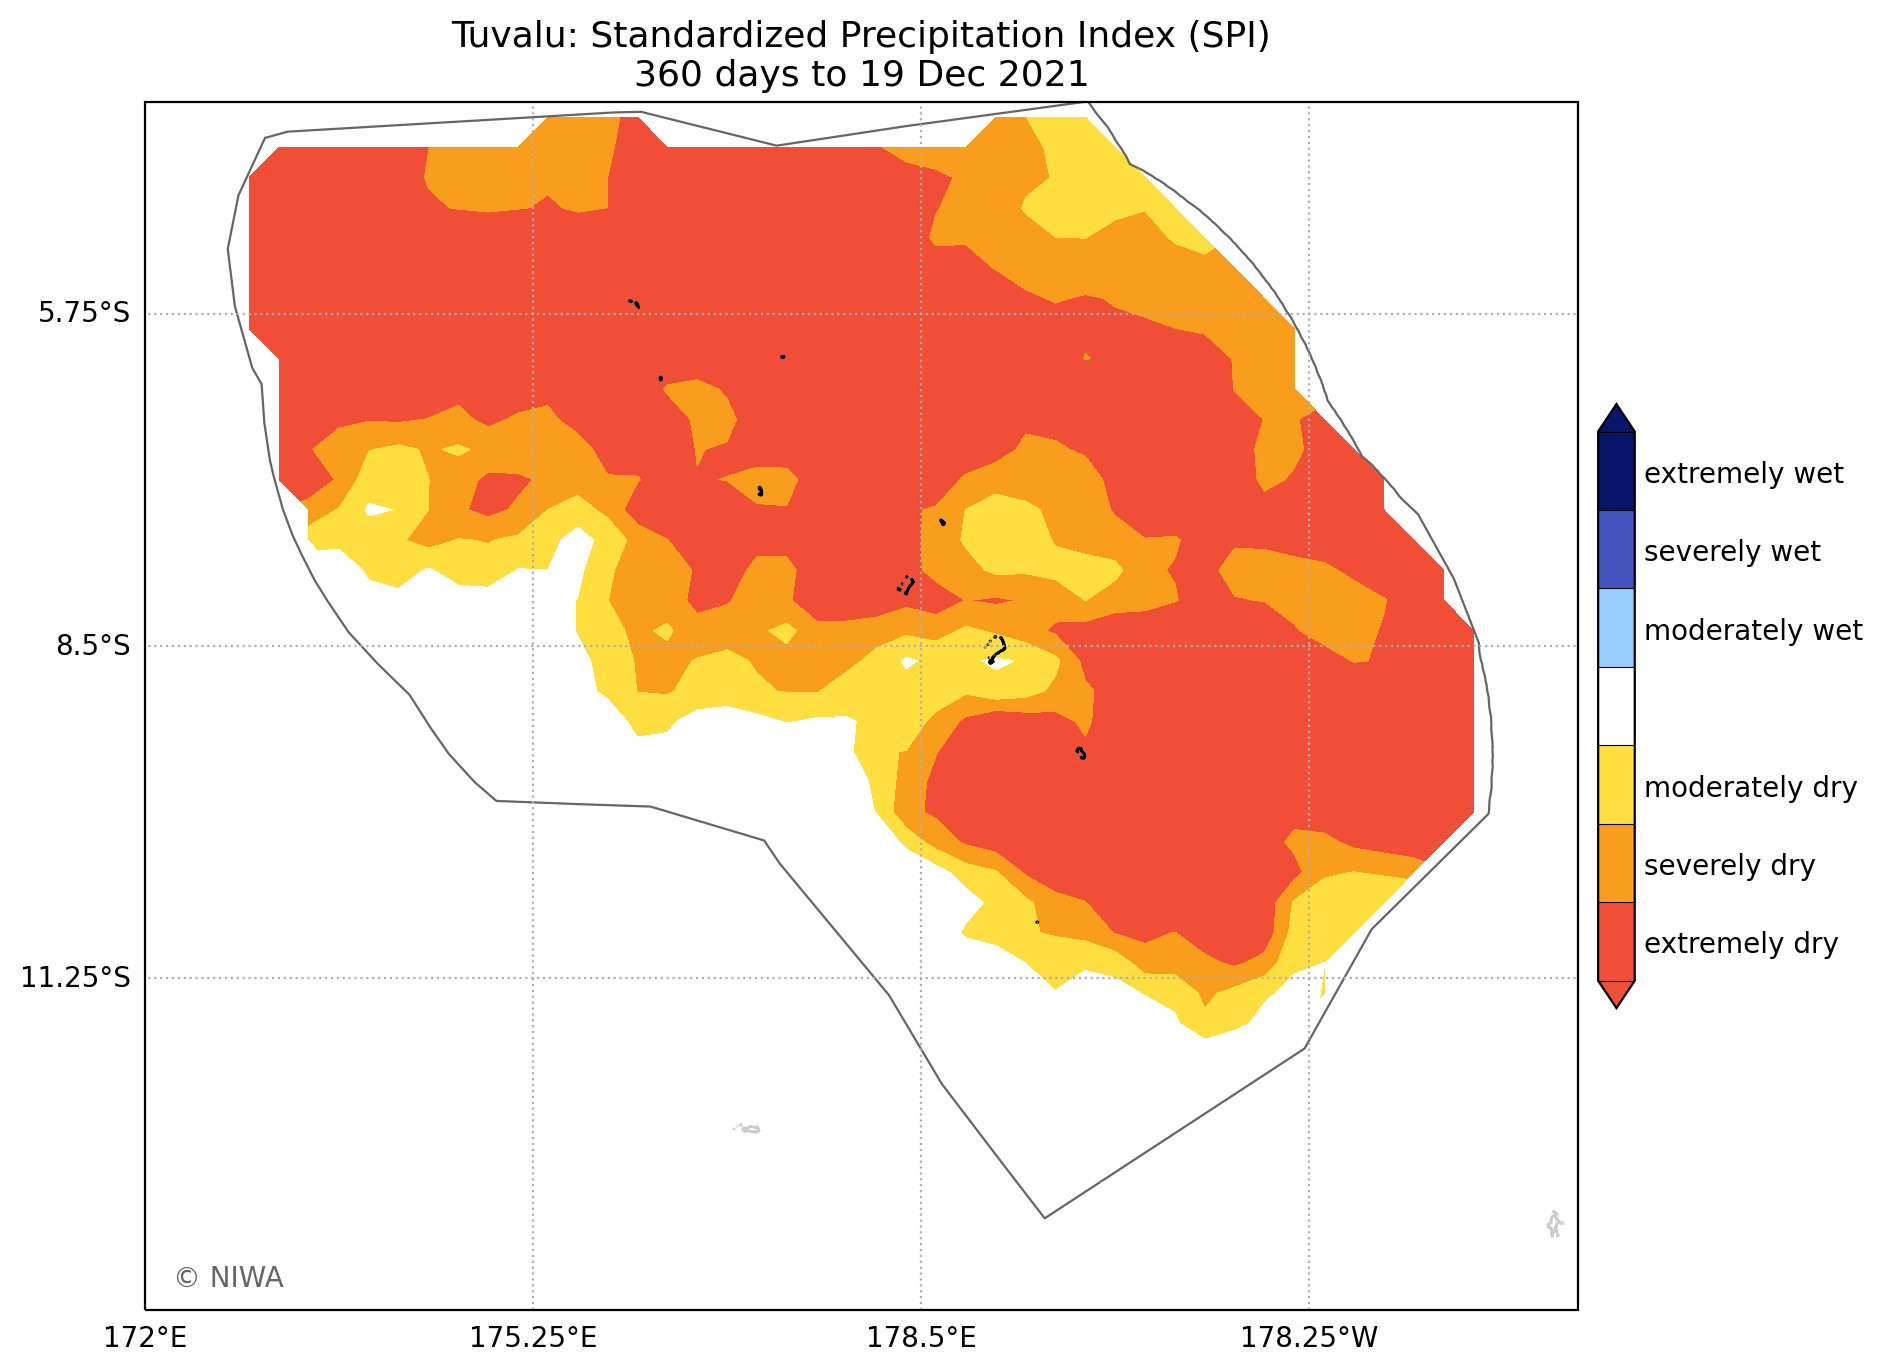 Tuvalu: Standardized Precipitation Index (SPI)
360 days to 19 Dec 2021
5.75°S
8.5°S
11.25°S
172°E
175.25°E
178.5°E
178.25°W
extremely wet
severely wet
moderately wet
moderately dry
severely dry
extremely dry
© NIWA